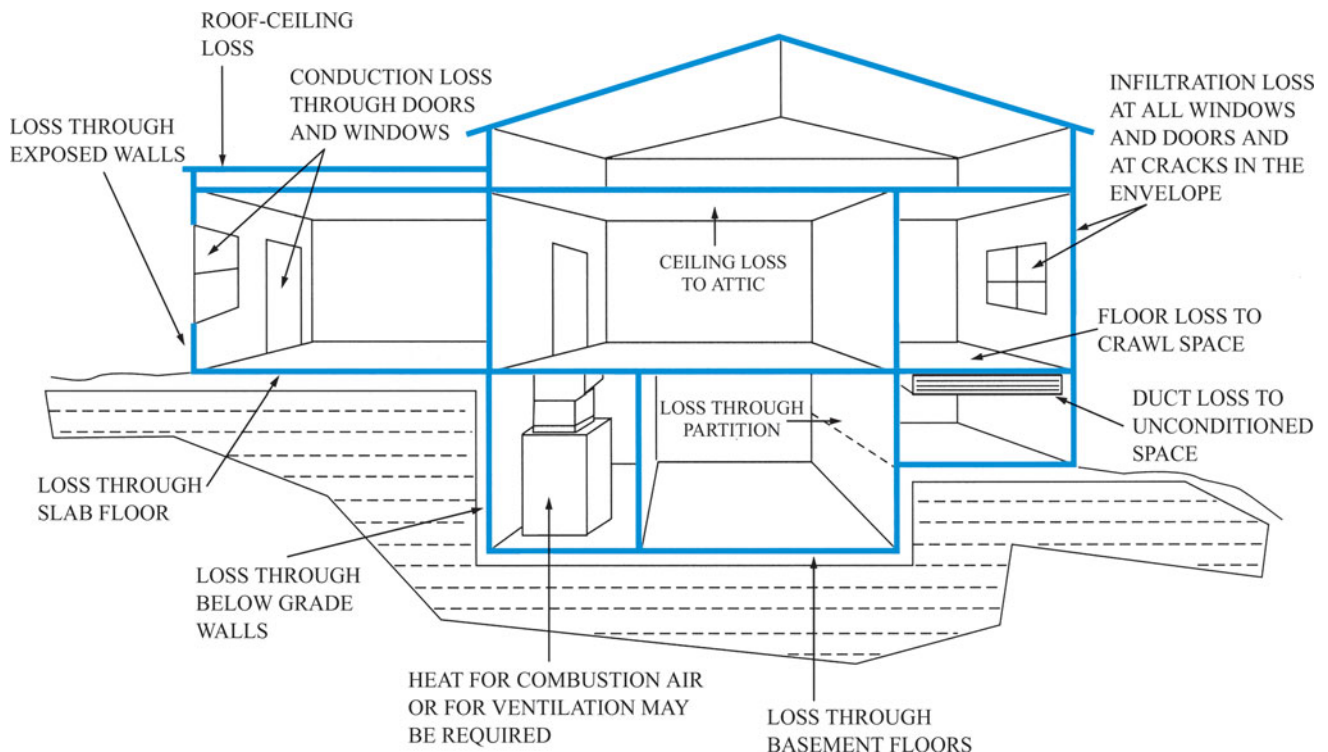 ROOF-CEILING
LOSS
CONDUCTION LOSS
THROUGH DOORS
AND WINDOWS
LOSS THROUGH
EXPOSED WALLS
INFILTRATION LOSS
AT ALL WINDOWS
AND DOORS AND
AT CRACKS IN THE
ENVELOPE
CEILING LOSS
TO ATTIC
FLOOR LOSS TO
CRAWL SPACE
LOSS THROUGH
PARTITION
DUCT LOSS TO
UNCONDITIONED
SPACE
LOSS THROUGH
SLAB FLOOR
LOSS THROUGH
BELOW GRADE
WALLS
HEAT FOR COMBUSTION AIR
OR FOR VENTILATION MAY
BE REQUIRED
LOSS THROUGH
BASEMENT FLOORS